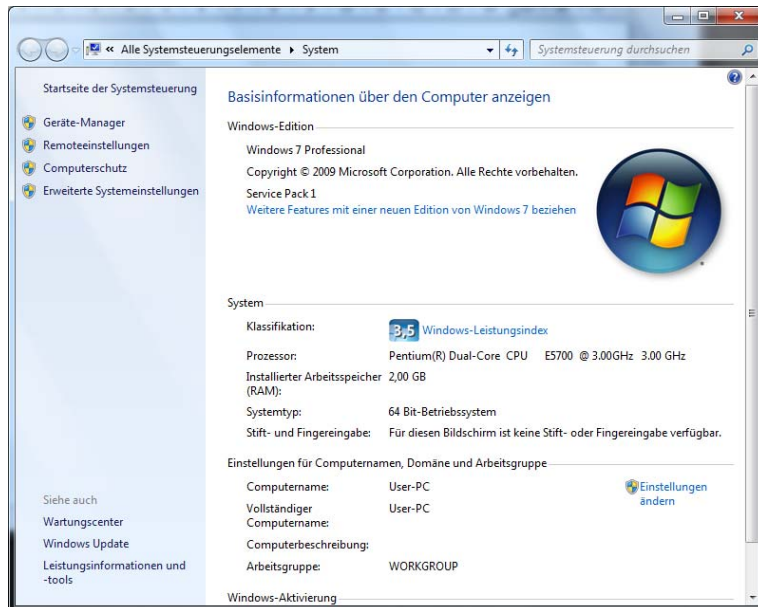 « Alle Systemsteuerungselemente ▸ System
Systemsteuerung durchsuchen
Startseite der Systemsteuerung
Geräte-Manager
Remoteeinstellungen
Computerschutz
Erweiterte Systemeinstellungen
Siehe auch
Wartungscenter
Windows Update
Leistungsinformationen und
-tools
Basisinformationen über den Computer anzeigen
Windows-Edition
Windows 7 Professional
Copyright © 2009 Microsoft Corporation. Alle Rechte vorbehalten.
Service Pack 1
Weitere Features mit einer neuen Edition von Windows 7 beziehen
System
Klassifikation: 3,5 Windows-Leistungsindex
Prozessor: Pentium(R) Dual-Core CPU E5700 @ 3.00GHz 3.00 GHz
Installierter Arbeitsspeicher 2,00 GB
(RAM):
Systemtyp: 64 Bit-Betriebssystem
Stift- und Fingereingabe: Für diesen Bildschirm ist keine Stift- oder Fingereingabe verfügbar.
Einstellungen für Computernamen, Domäne und Arbeitsgruppe
Computername: User-PC Einstellungen
ändern
Vollständiger User-PC
Computername:
Computerbeschreibung:
Arbeitsgruppe: WORKGROUP
Windows-Aktivierung